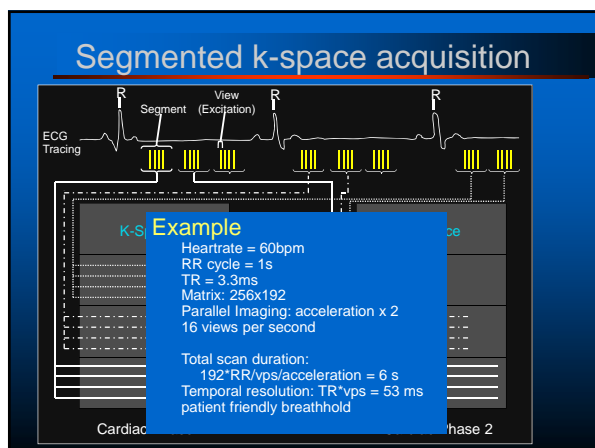 Segmented k-space acquisition
R
R
R
View
Segment
(Excitation)
ECG
Tracing
Example
Heartrate = 60bpm
RR cycle = 1s
TR = 3.3ms
Matrix: 256x192
Parallel Imaging: acceleration x 2
16 views per second
Total scan duration:
192*RR/vps/acceleration = 6 s
Temporal resolution: TR*vps = 53 ms
patient friendly breathhold
K-Sp
ce
Cardiac
Phase 2